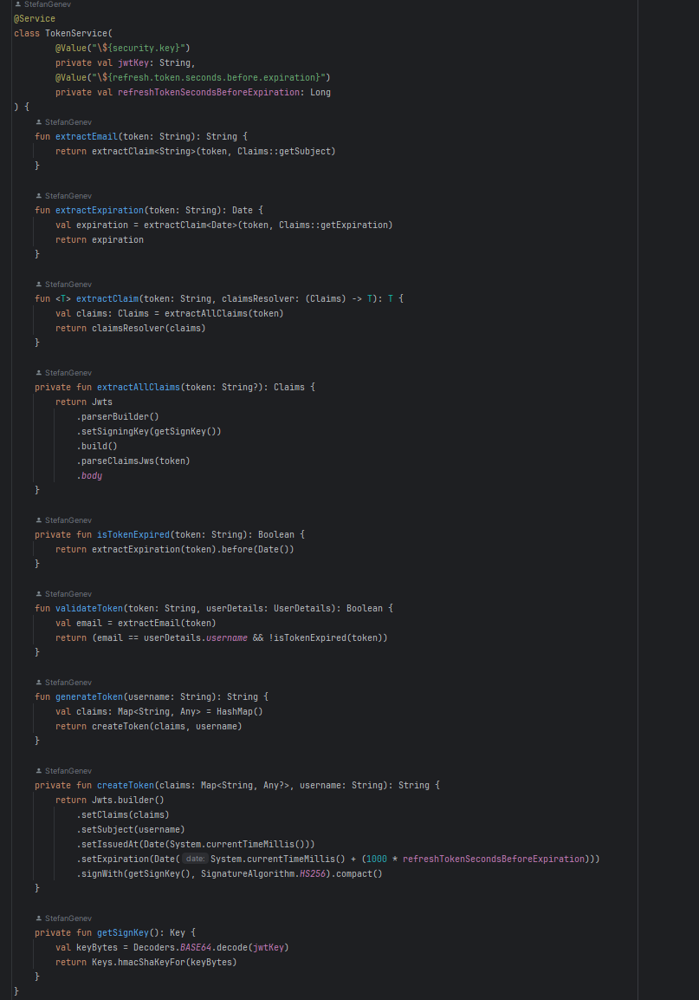 StefanGenev
@Service
class TokenService(
        @Value("\${security.key}")
        private val jwtKey: String,
        @Value("\${refresh.token.seconds.before.expiration}")
        private val refreshTokenSecondsBeforeExpiration: Long
) {
    StefanGenev
    fun extractEmail(token: String): String {
        return extractClaim<String>(token, Claims::getSubject)
    }
    StefanGenev
    fun extractExpiration(token: String): Date {
        val expiration = extractClaim<Date>(token, Claims::getExpiration)
        return expiration
    }
    StefanGenev
    fun <T> extractClaim(token: String, claimsResolver: (Claims) -> T): T {
        val claims: Claims = extractAllClaims(token)
        return claimsResolver(claims)
    }
    StefanGenev
    private fun extractAllClaims(token: String?): Claims {
        return Jwts
            .parserBuilder()
            .setSigningKey(getSignKey())
            .build()
            .parseClaimsJws(token)
            .body
    }
    StefanGenev
    private fun isTokenExpired(token: String): Boolean {
        return extractExpiration(token).before(Date())
    }
    StefanGenev
    fun validateToken(token: String, userDetails: UserDetails): Boolean {
        val email = extractEmail(token)
        return (email == userDetails.username && !isTokenExpired(token))
    }
    StefanGenev
    fun generateToken(username: String): String {
        val claims: Map<String, Any> = HashMap()
        return createToken(claims, username)
    }
    StefanGenev
    private fun createToken(claims: Map<String, Any?>, username: String): String {
        return Jwts.builder()
            .setClaims(claims)
            .setSubject(username)
            .setIssuedAt(Date(System.currentTimeMillis()))
            .setExpiration(Date( date: System.currentTimeMillis() + (1000 * refreshTokenSecondsBeforeExpiration)))
            .signWith(getSignKey(), SignatureAlgorithm.HS256).compact()
    }
    StefanGenev
    private fun getSignKey(): Key {
        val keyBytes = Decoders.BASE64.decode(jwtKey)
        return Keys.hmacShaKeyFor(keyBytes)
    }
}